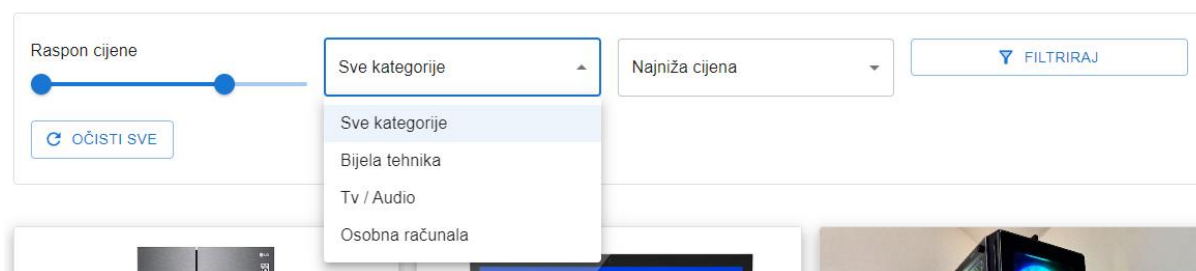 Raspon cijene
Sve kategorije
Najniža cijena
FILTRIRAJ
OČISTI SVE
Sve kategorije
Bijela tehnika
Tv / Audio
Osobna računala